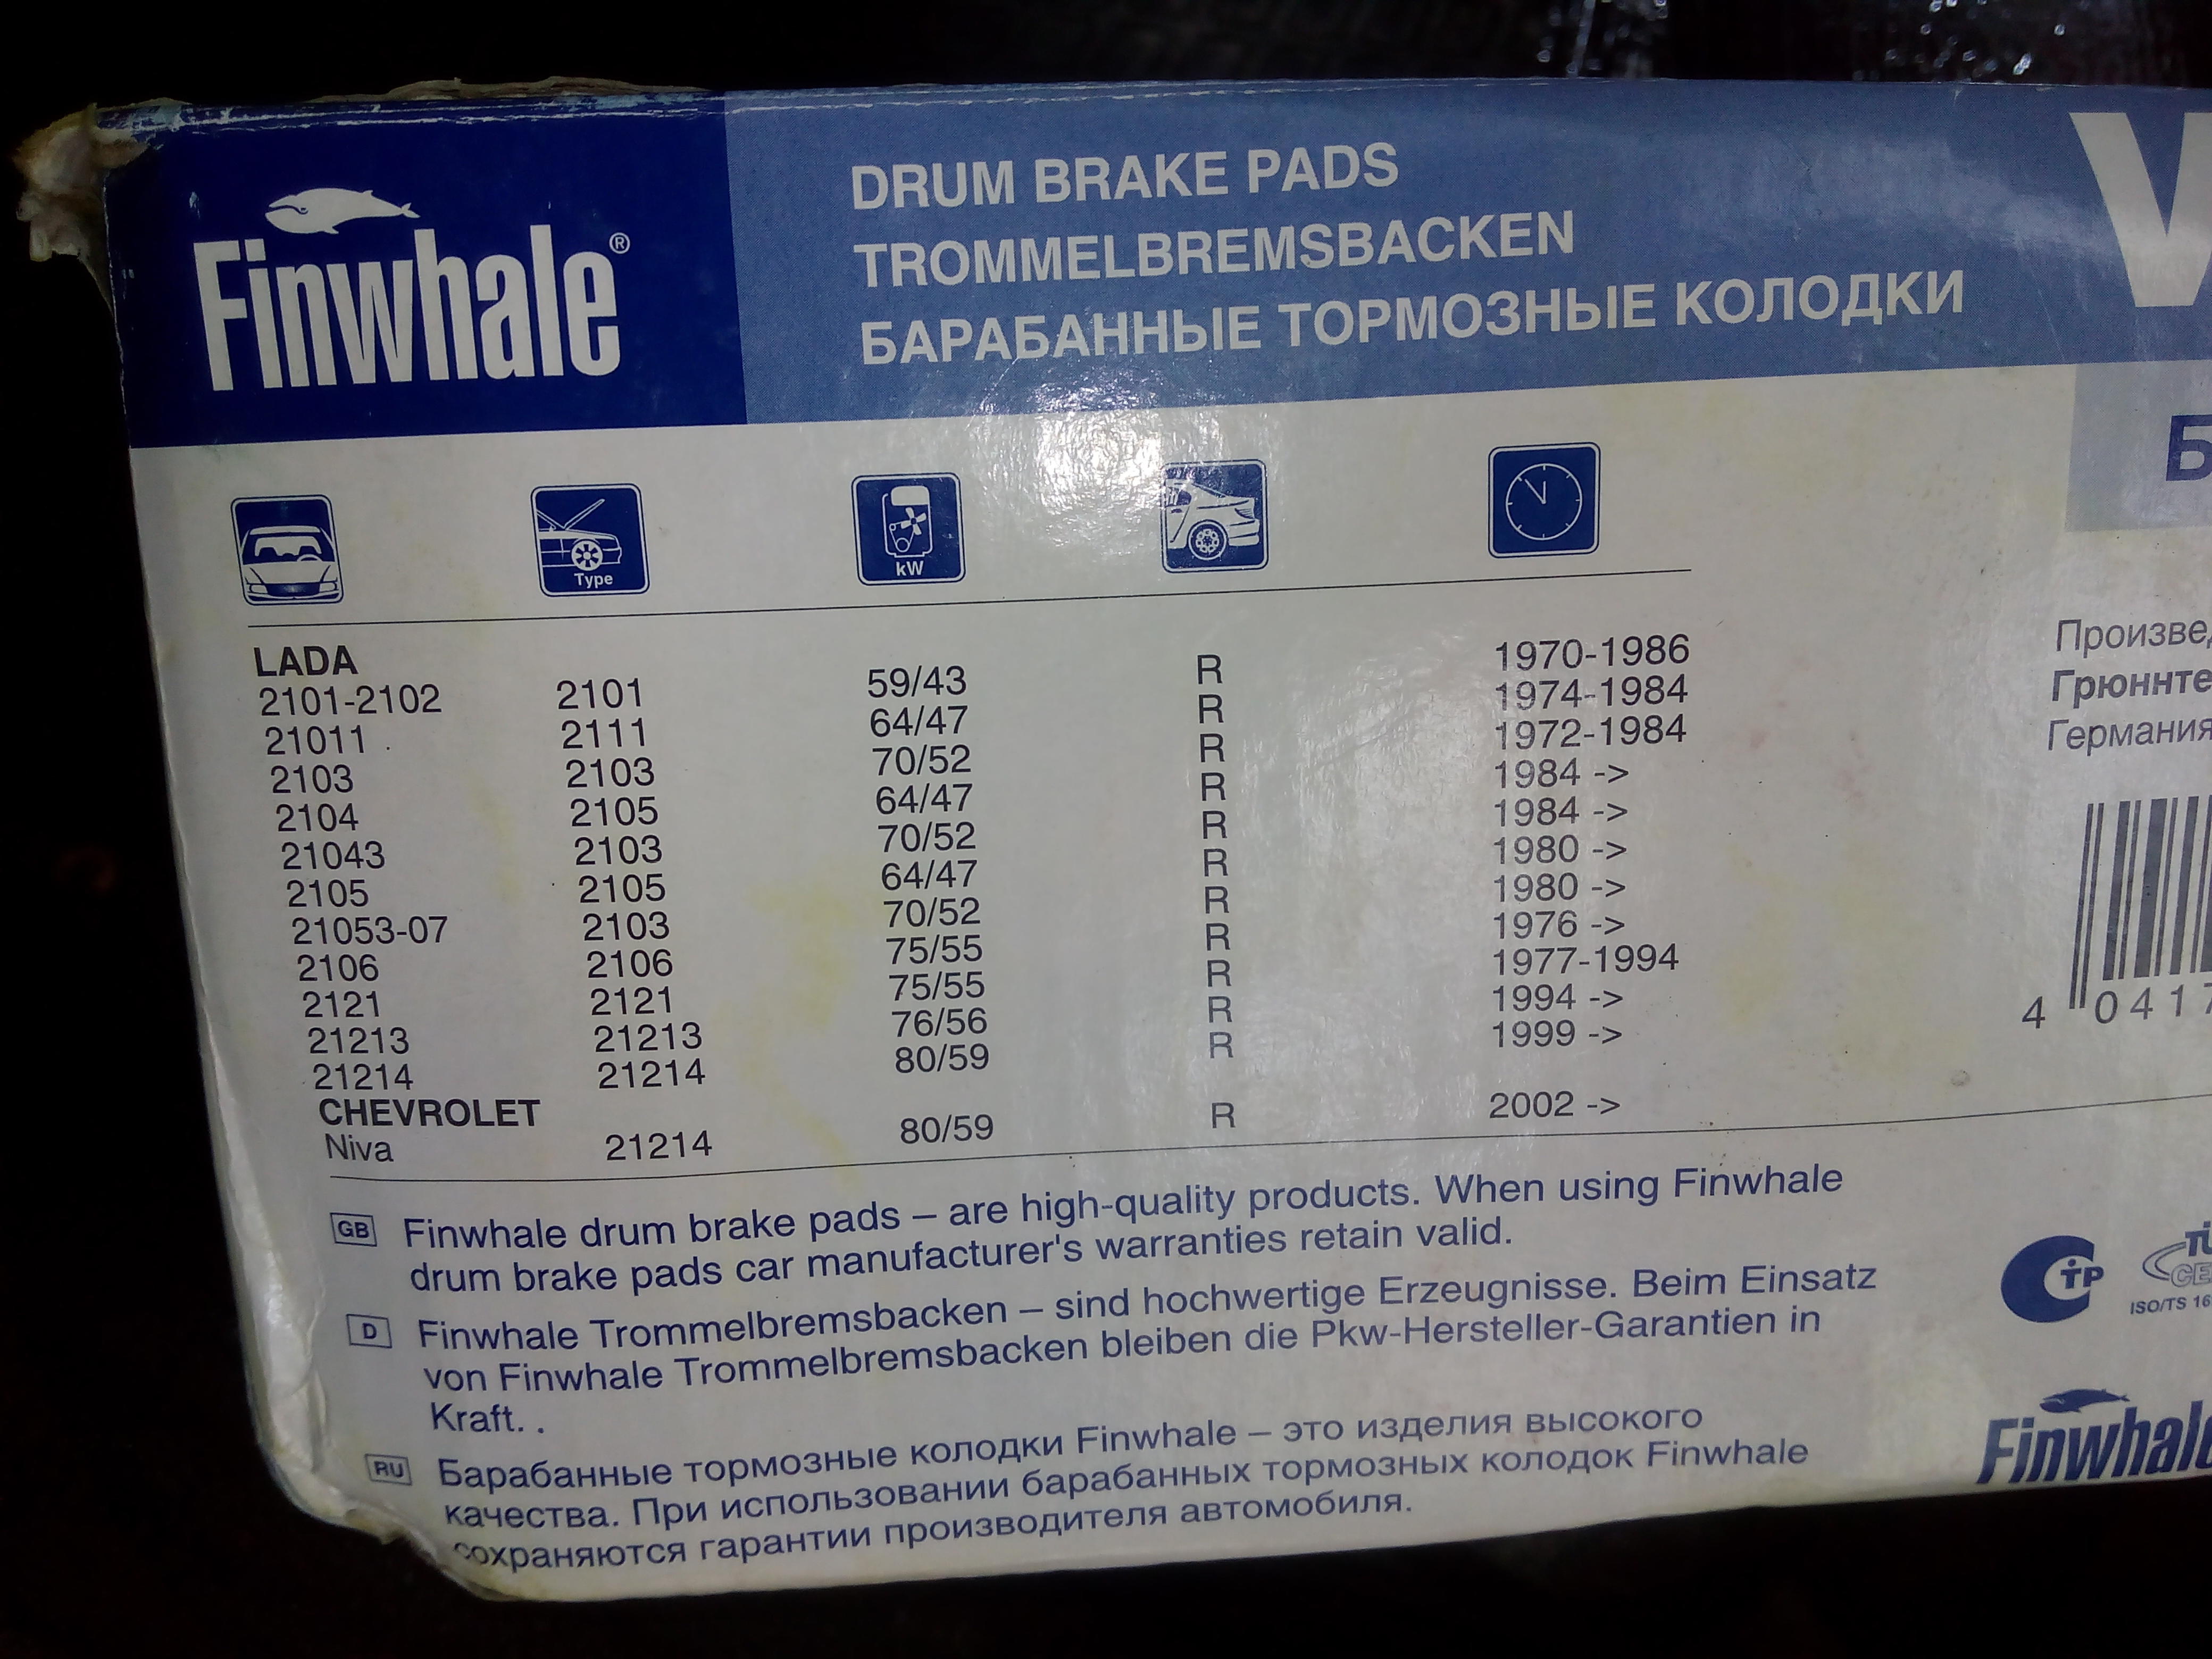 Finwhale®
DRUM BRAKE PADS
TROMMELBREMSBACKEN
БАРАБАННЫЕ ТОРМОЗНЫЕ КОЛОДКИ
Type
kW
LADA
2101-2102 2101 59/43 R 1970-1986
21011 2111 64/47 R 1974-1984
2103 2103 70/52 R 1972-1984
2104 2105 64/47 R 1984 ->
21043 2103 70/52 R 1984 ->
2105 2105 64/47 R 1980 ->
21053-07 2103 70/52 R 1980 ->
2106 2106 75/55 R 1976 ->
2121 2121 75/55 R 1977-1994
21213 21213 76/56 R 1994 ->
21214 21214 80/59 R 1999 ->
CHEVROLET
Niva 21214 80/59 R 2002 ->
GB Finwhale drum brake pads – are high-quality products. When using Finwhale
drum brake pads car manufacturer's warranties retain valid.
D Finwhale Trommelbremsbacken – sind hochwertige Erzeugnisse. Beim Einsatz
von Finwhale Trommelbremsbacken bleiben die Pkw-Hersteller-Garantien in
Kraft. .
RU Барабанные тормозные колодки Finwhale – это изделия высокого
качества. При использовании барабанных тормозных колодок Finwhale
сохраняются гарантии производителя автомобиля.
Германия
4 0417
ISO/TS 16
Finwhale